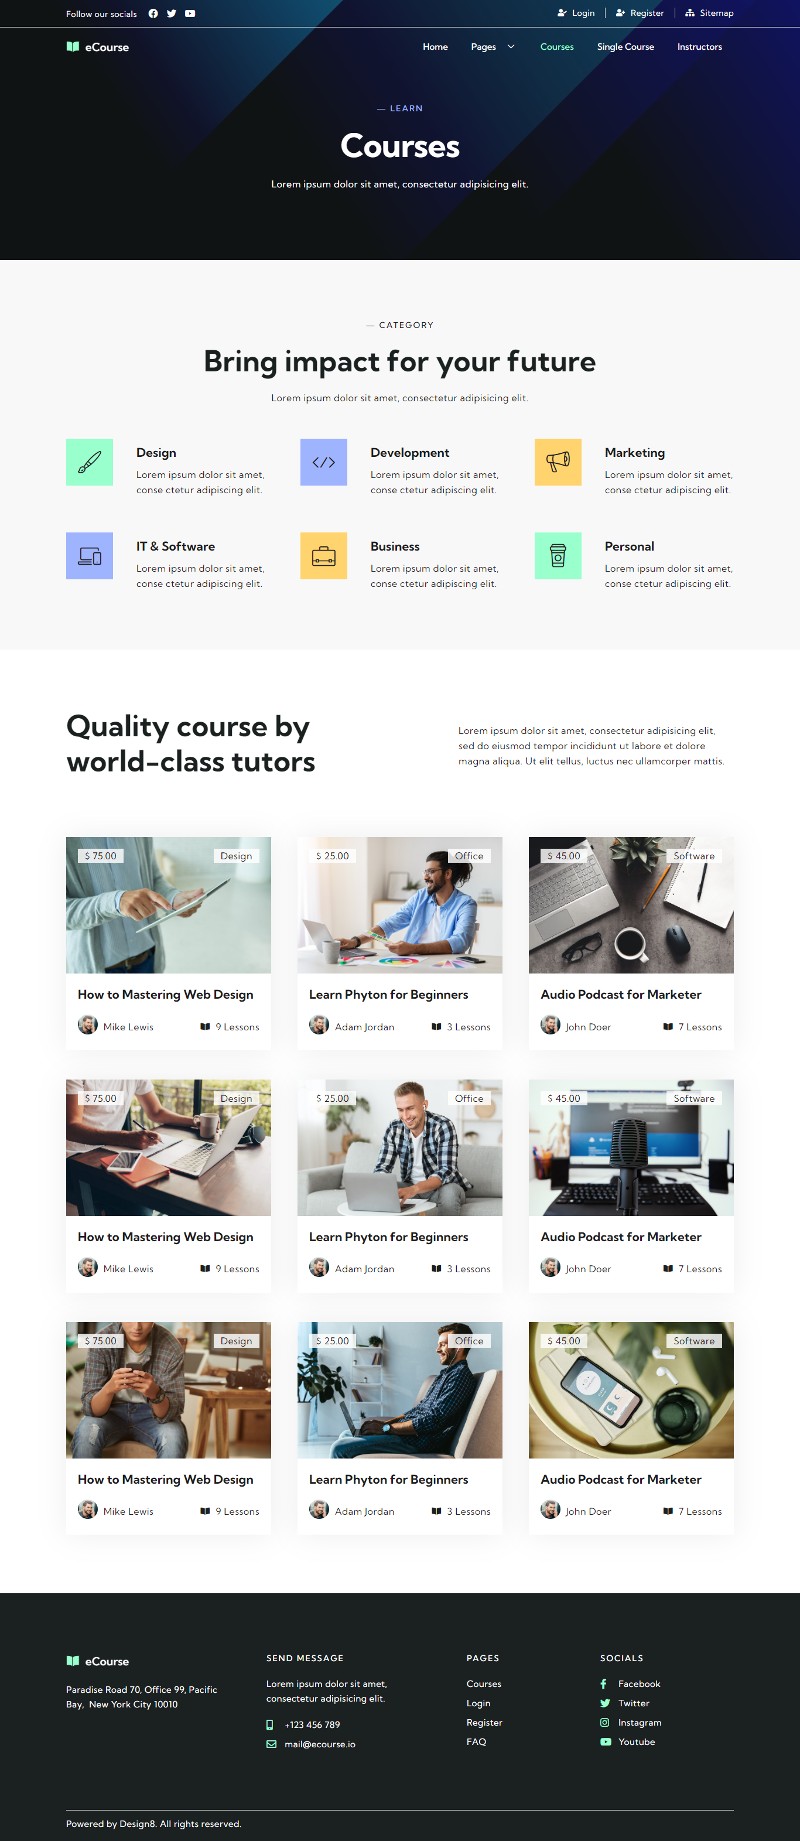 Follow our socials
Login
Register
Sitemap
eCourse
Home
Pages
Courses
Single Course
Instructors
— LEARN
Courses
Lorem ipsum dolor sit amet, consectetur adipisicing elit.
— CATEGORY
Bring impact for your future
Lorem ipsum dolor sit amet, consectetur adipisicing elit.
Design
Lorem ipsum dolor sit amet,
conse ctetur adipiscing elit.
Development
Lorem ipsum dolor sit amet,
conse ctetur adipiscing elit.
Marketing
Lorem ipsum dolor sit amet,
conse ctetur adipiscing elit.
IT & Software
Lorem ipsum dolor sit amet,
conse ctetur adipiscing elit.
Business
Lorem ipsum dolor sit amet,
conse ctetur adipiscing elit.
Personal
Lorem ipsum dolor sit amet,
conse ctetur adipiscing elit.
Quality course by
world-class tutors
Lorem ipsum dolor sit amet, consectetur adipisicing elit,
sed do eiusmod tempor incididunt ut labore et dolore
magna aliqua. Ut elit tellus, luctus nec ullamcorper mattis.
$ 75.00
Design
How to Mastering Web Design
Mike Lewis
9 Lessons
$ 25.00
Office
Learn Phyton for Beginners
Adam Jordan
3 Lessons
$ 45.00
Software
Audio Podcast for Marketer
John Doer
7 Lessons
$ 75.00
Design
How to Mastering Web Design
Mike Lewis
9 Lessons
$ 25.00
Office
Learn Phyton for Beginners
Adam Jordan
3 Lessons
$ 45.00
Software
Audio Podcast for Marketer
John Doer
7 Lessons
$ 75.00
Design
How to Mastering Web Design
Mike Lewis
9 Lessons
$ 25.00
Office
Learn Phyton for Beginners
Adam Jordan
3 Lessons
$ 45.00
Software
Audio Podcast for Marketer
John Doer
7 Lessons
eCourse
Paradise Road 70, Office 99, Pacific
Bay, New York City 10010
SEND MESSAGE
Lorem ipsum dolor sit amet,
consectetur adipisicing elit.
+123 456 789
mail@ecourse.io
PAGES
Courses
Login
Register
FAQ
SOCIALS
Facebook
Twitter
Instagram
Youtube
Powered by Design8. All rights reserved.